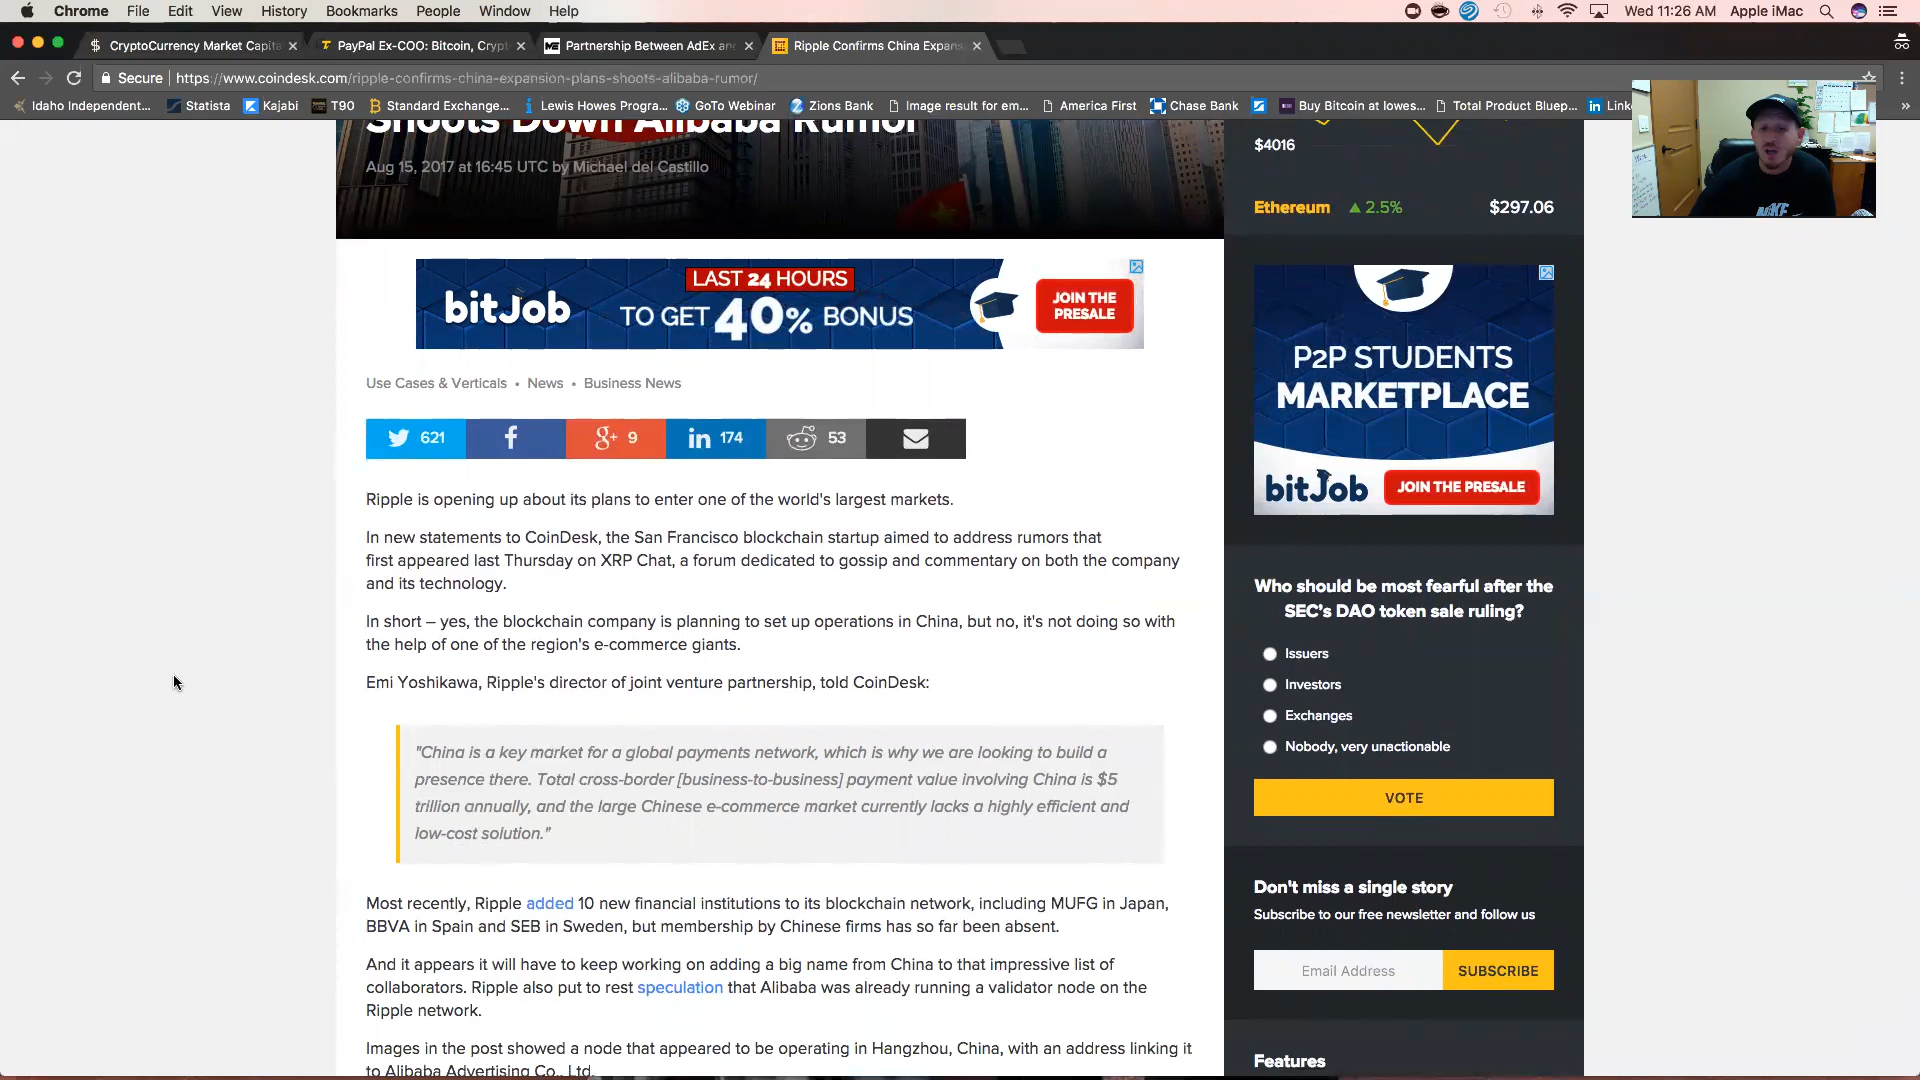 Chrome File Edit View History Bookmarks People Window Help Wed 11:26 AM Apple iMac
CryptoCurrency Market Capita
PayPal Ex-COO: Bitcoin, Crypt
Partnership Between AdEx an
Ripple Confirms China Expans
Secure | https://www.coindesk.com/ripple-confirms-china-expansion-plans-shoots-alibaba-rumor/
Idaho Independent... Statista Kajabi T90 Standard Exchange... Lewis Howes Progra... GoTo Webinar Zions Bank Image result for em... America First Chase Bank Buy Bitcoin at lowes... Total Product Bluep... Link
Shoots Down Alibaba Rumor
Aug 15, 2017 at 16:45 UTC by Michael del Castillo
bitJob
LAST 24 HOURS
TO GET 40% BONUS
JOIN THE
PRESALE
Use Cases & Verticals • News • Business News
621
9
174
53
Ripple is opening up about its plans to enter one of the world's largest markets.
In new statements to CoinDesk, the San Francisco blockchain startup aimed to address rumors that
first appeared last Thursday on XRP Chat, a forum dedicated to gossip and commentary on both the company
and its technology.
In short – yes, the blockchain company is planning to set up operations in China, but no, it's not doing so with
the help of one of the region's e-commerce giants.
Emi Yoshikawa, Ripple's director of joint venture partnership, told CoinDesk:
"China is a key market for a global payments network, which is why we are looking to build a
presence there. Total cross-border [business-to-business] payment value involving China is $5
trillion annually, and the large Chinese e-commerce market currently lacks a highly efficient and
low-cost solution."
Most recently, Ripple added 10 new financial institutions to its blockchain network, including MUFG in Japan,
BBVA in Spain and SEB in Sweden, but membership by Chinese firms has so far been absent.
And it appears it will have to keep working on adding a big name from China to that impressive list of
collaborators. Ripple also put to rest speculation that Alibaba was already running a validator node on the
Ripple network.
Images in the post showed a node that appeared to be operating in Hangzhou, China, with an address linking it
to Alibaba Advertising Co., Ltd.
$4016
Ethereum 2.5% $297.06
P2P STUDENTS
MARKETPLACE
bitJob JOIN THE PRESALE
Who should be most fearful after the
SEC's DAO token sale ruling?
Issuers
Investors
Exchanges
Nobody, very unactionable
VOTE
Don't miss a single story
Subscribe to our free newsletter and follow us
Email Address SUBSCRIBE
Features
NIKE